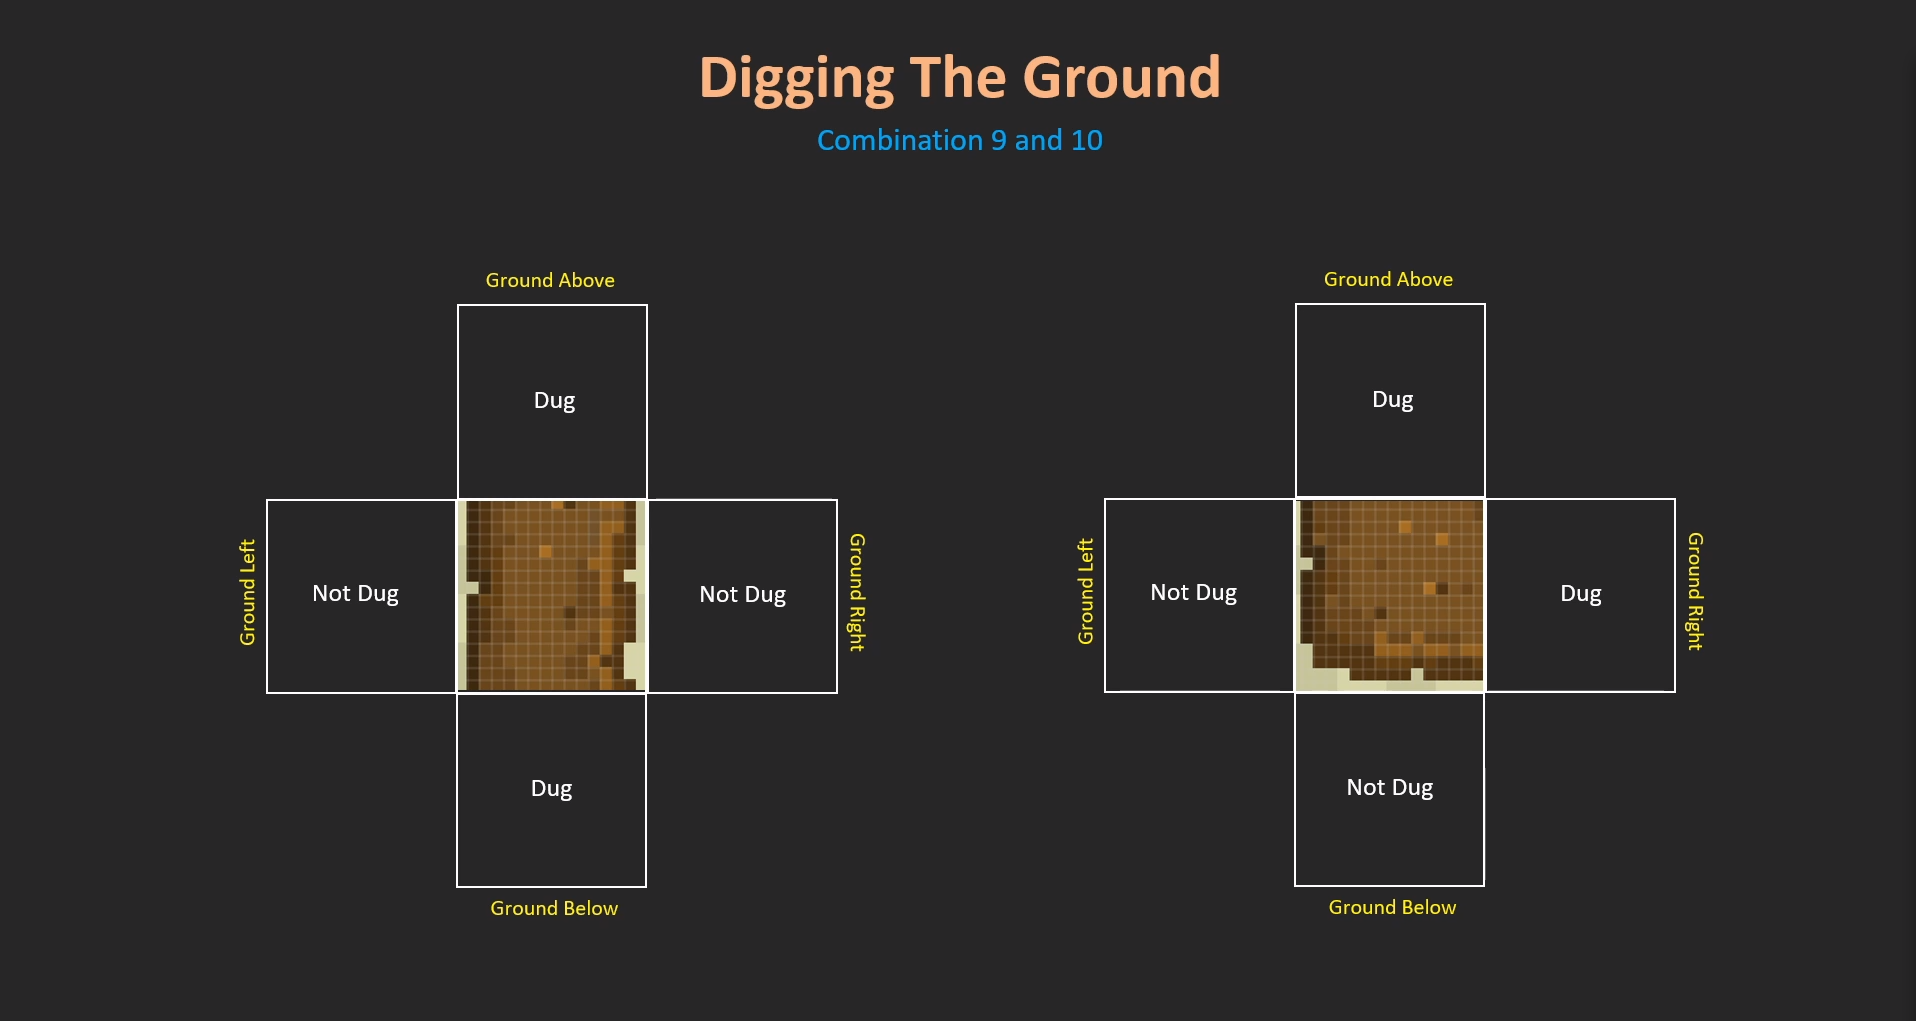 Digging The Ground
Combination 9 and 10
Ground Above
Dug
Ground Left
Not Dug
Not Dug
Ground Right
Dug
Ground Below
Ground Above
Dug
Ground Left
Not Dug
Dug
Ground Right
Not Dug
Ground Below